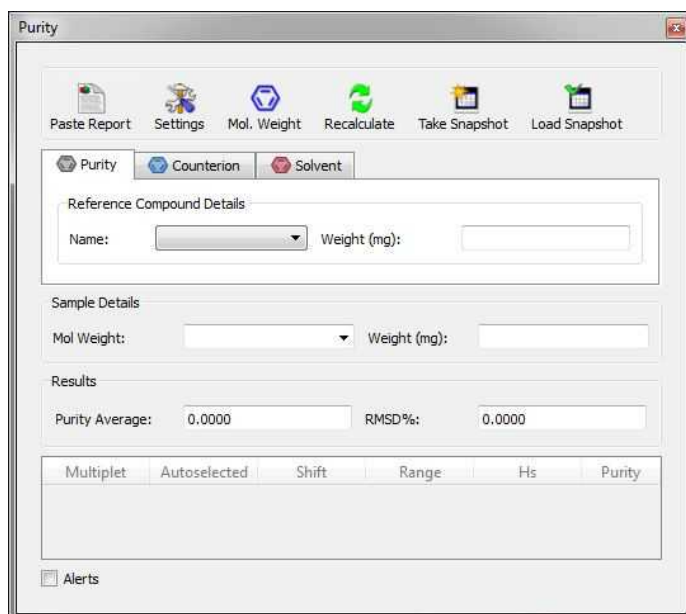 Purity
Paste Report Settings Mol. Weight Recalculate Take Snapshot Load Snapshot
Purity Counterion Solvent
Reference Compound Details
Name: Weight (mg):
Sample Details
Mol Weight: Weight (mg):
Results
Purity Average: 0.0000 RMSD%: 0.0000
Multiplet Autoselected Shift Range Hs Purity
Alerts